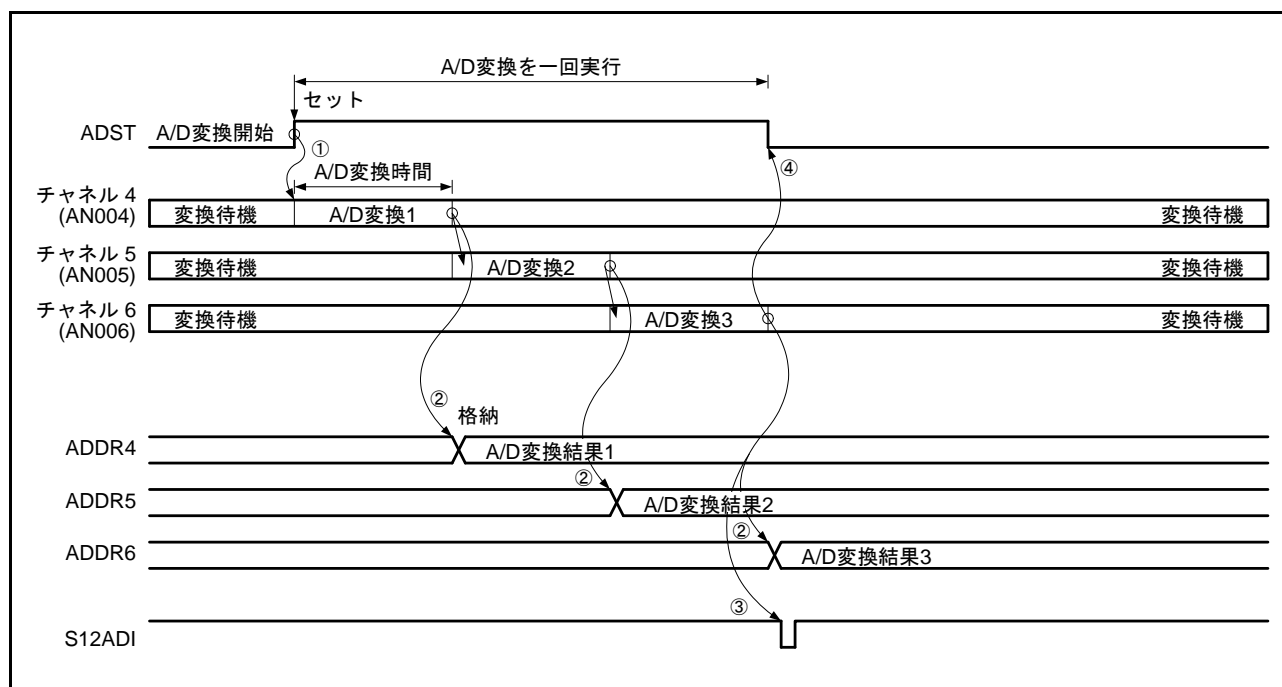 A/D変換を一回実行
セット
ADST
A/D変換開始
①
④
A/D変換時間
チャネル 4
(AN004)
変換待機
A/D変換1
変換待機
チャネル 5
(AN005)
変換待機
A/D変換2
変換待機
チャネル 6
(AN006)
変換待機
A/D変換3
変換待機
②
格納
ADDR4
A/D変換結果1
②
ADDR5
A/D変換結果2
②
ADDR6
A/D変換結果3
③
S12ADI